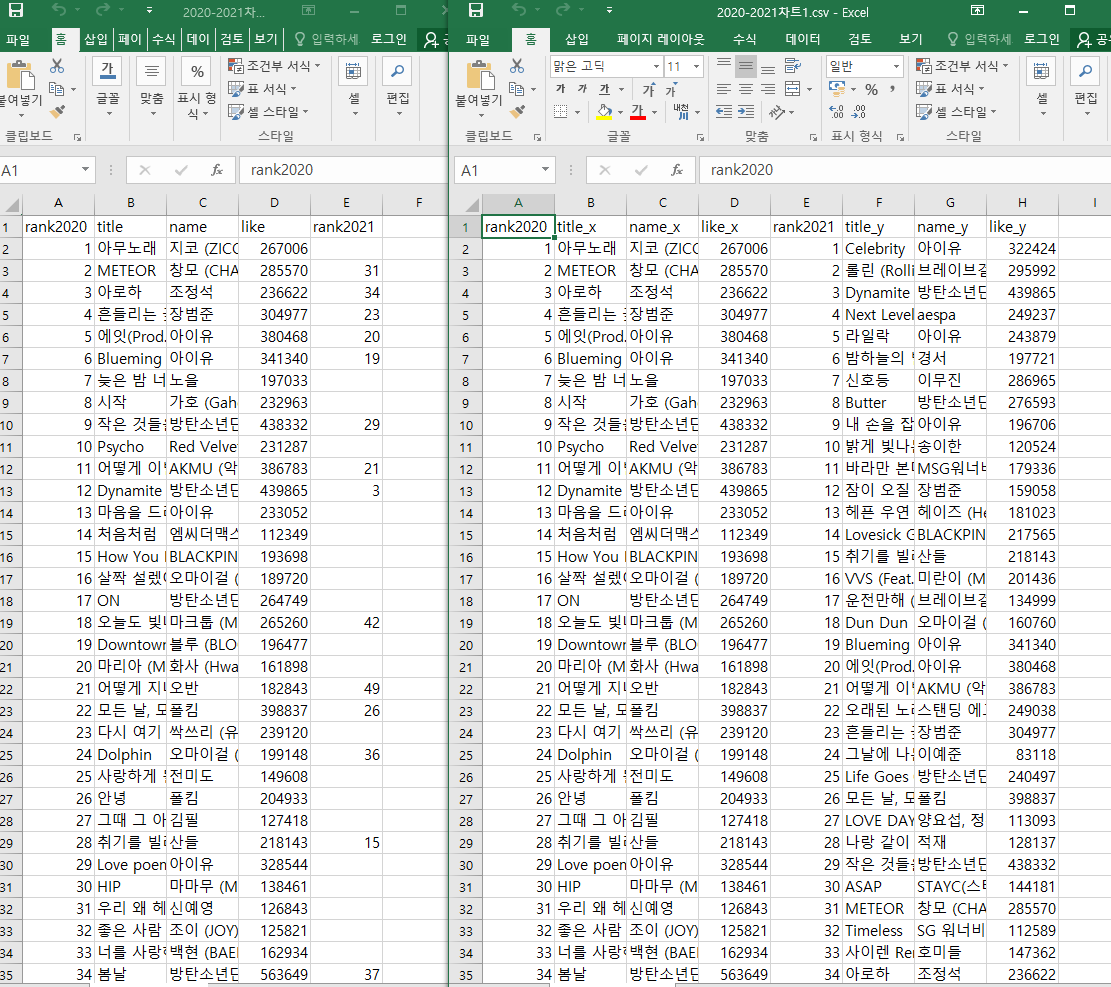 2020-2021차...
파일 홈 삽입 페이 수식 데이 검토 보기 입력하세 로그인
가 %
붙여넣기 글꼴 맞춤 표시 형식 조건부 서식 표 서식 셀 스타일 셀 편집
클립보드 스타일
A1 fx rank2020
A B C D E F
1 rank2020 title name like rank2021
2 1 아무노래 지코 (ZICO 267006
3 2 METEOR 창모 (CHA 285570 31
4 3 아로하 조정석 236622 34
5 4 흔들리는 장범준 304977 23
6 5 에잇(Prod. 아이유 380468 20
7 6 Blueming 아이유 341340 19
8 7 늦은 밤 너 노을 197033
9 8 시작 가호 (Gah 232963
10 9 작은 것들 방탄소년단 438332 29
11 10 Psycho Red Velve 231287
12 11 어떻게 이 AKMU (악 386783 21
13 12 Dynamite 방탄소년단 439865 3
14 13 마음을 드 아이유 233052
15 14 처음처럼 엠씨더맥스 112349
16 15 How You BLACKPIN 193698
17 16 살짝 설렜 오마이걸 ( 189720
18 17 ON 방탄소년단 264749
19 18 오늘도 빛 마크툽 (M 265260 42
20 19 Downtown 블루 (BLO 196477
21 20 마리아 (M 화사 (Hwa 161898
22 21 어떻게 지 오반 182843 49
23 22 모든 날, 모 폴킴 398837 26
24 23 다시 여기 싹쓰리 (유 239120
25 24 Dolphin 오마이걸 ( 199148 36
26 25 사랑하게 전미도 149608
27 26 안녕 폴킴 204933
28 27 그때 그 아 김필 127418
29 28 취기를 빌 산들 218143 15
30 29 Love poem 아이유 328544
31 30 HIP 마마무 (M 138461
32 31 우리 왜 헤 신예영 126843
33 32 좋은 사람 조이 (JOY) 125821
34 33 너를 사랑 백현 (BAE 162934
35 34 봄날 방탄소년단 563649 37
2020-2021차트1.csv - Excel
파일 홈 삽입 페이지 레이아웃 수식 데이터 검토 보기 입력하세 로그인 공유
붙여넣기 맑은 고딕 11 일반 조건부 서식 표 서식 셀 스타일 셀 편집
가 가 가 가 가 가 내천 %
클립보드 글꼴 맞춤 표시 형식 스타일
A1 fx rank2020
A B C D E F G H I
1 rank2020 title_x name_x like_x rank2021 title_y name_y like_y
2 1 아무노래 지코 (ZICO 267006 1 Celebrity 아이유 322424
3 2 METEOR 창모 (CHA 285570 2 롤린 (Rolli 브레이브걸 295992
4 3 아로하 조정석 236622 3 Dynamite 방탄소년단 439865
5 4 흔들리는 장범준 304977 4 Next Level aespa 249237
6 5 에잇(Prod. 아이유 380468 5 라일락 아이유 243879
7 6 Blueming 아이유 341340 6 밤하늘의 경서 197721
8 7 늦은 밤 너 노을 197033 7 신호등 이무진 286965
9 8 시작 가호 (Gah 232963 8 Butter 방탄소년단 276593
10 9 작은 것들 방탄소년단 438332 9 내 손을 잡 아이유 196706
11 10 Psycho Red Velve 231287 10 밝게 빛나 송이한 120524
12 11 어떻게 이 AKMU (악 386783 11 바라만 본 MSG워너비 179336
13 12 Dynamite 방탄소년단 439865 12 잠이 오질 장범준 159058
14 13 마음을 드 아이유 233052 13 헤픈 우연 헤이즈 (He 181023
15 14 처음처럼 엠씨더맥스 112349 14 Lovesick G BLACKPIN 217565
16 15 How You BLACKPIN 193698 15 취기를 빌 산들 218143
17 16 살짝 설렜 오마이걸 ( 189720 16 VVS (Feat. 미란이 (M 201436
18 17 ON 방탄소년단 264749 17 운전만해 ( 브레이브걸 134999
19 18 오늘도 빛 마크툽 (M 265260 18 Dun Dun 오마이걸 ( 160760
20 19 Downtown 블루 (BLO 196477 19 Blueming 아이유 341340
21 20 마리아 (M 화사 (Hwa 161898 20 에잇(Prod. 아이유 380468
22 21 어떻게 지 오반 182843 21 어떻게 이 AKMU (악 386783
23 22 모든 날, 모 폴킴 398837 22 오래된 노 스탠딩 에 249038
24 23 다시 여기 싹쓰리 (유 239120 23 흔들리는 장범준 304977
25 24 Dolphin 오마이걸 ( 199148 24 그날에 나 이예준 83118
26 25 사랑하게 전미도 149608 25 Life Goes 방탄소년단 240497
27 26 안녕 폴킴 204933 26 모든 날, 모 폴킴 398837
28 27 그때 그 아 김필 127418 27 LOVE DAY 양요섭, 정 113093
29 28 취기를 빌 산들 218143 28 나랑 같이 적재 128137
30 29 Love poem 아이유 328544 29 작은 것들 방탄소년단 438332
31 30 HIP 마마무 (M 138461 30 ASAP STAYC(스테 144181
32 31 우리 왜 헤 신예영 126843 31 METEOR 창모 (CHA 285570
33 32 좋은 사람 조이 (JOY) 125821 32 Timeless SG 워너비 112589
34 33 너를 사랑 백현 (BAE 162934 33 사이렌 Re 호미들 147362
35 34 봄날 방탄소년단 563649 34 아로하 조정석 236622